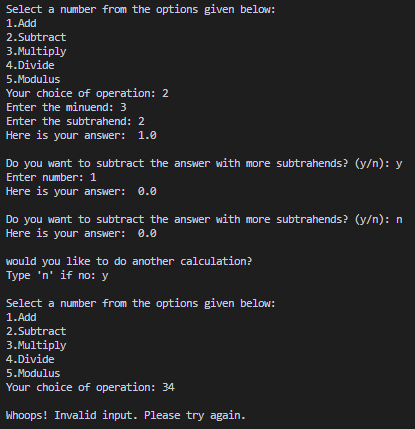 Select a number from the options given below:
1.Add
2.Subtract
3.Multiply
4.Divide
5.Modulus
Your choice of operation: 2
Enter the minuend: 3
Enter the subtrahend: 2
Here is your answer:  1.0
Do you want to subtract the answer with more subtrahends? (y/n): y
Enter number: 1
Here is your answer:  0.0
Do you want to subtract the answer with more subtrahends? (y/n): n
Here is your answer:  0.0
would you like to do another calculation?
Type 'n' if no: y
Select a number from the options given below:
1.Add
2.Subtract
3.Multiply
4.Divide
5.Modulus
Your choice of operation: 34
Whoops! Invalid input. Please try again.